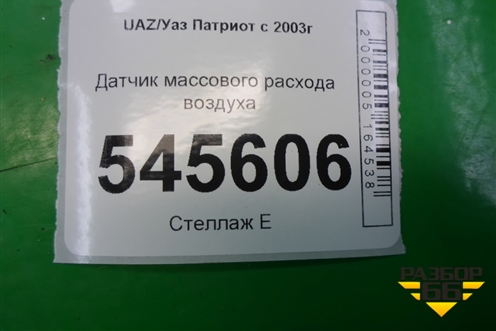 UAZ/Уаз Патриот с 2003г
Датчик массового расхода
воздуха
545606
Стеллаж Е
2000005164538
РАЗБОР
66